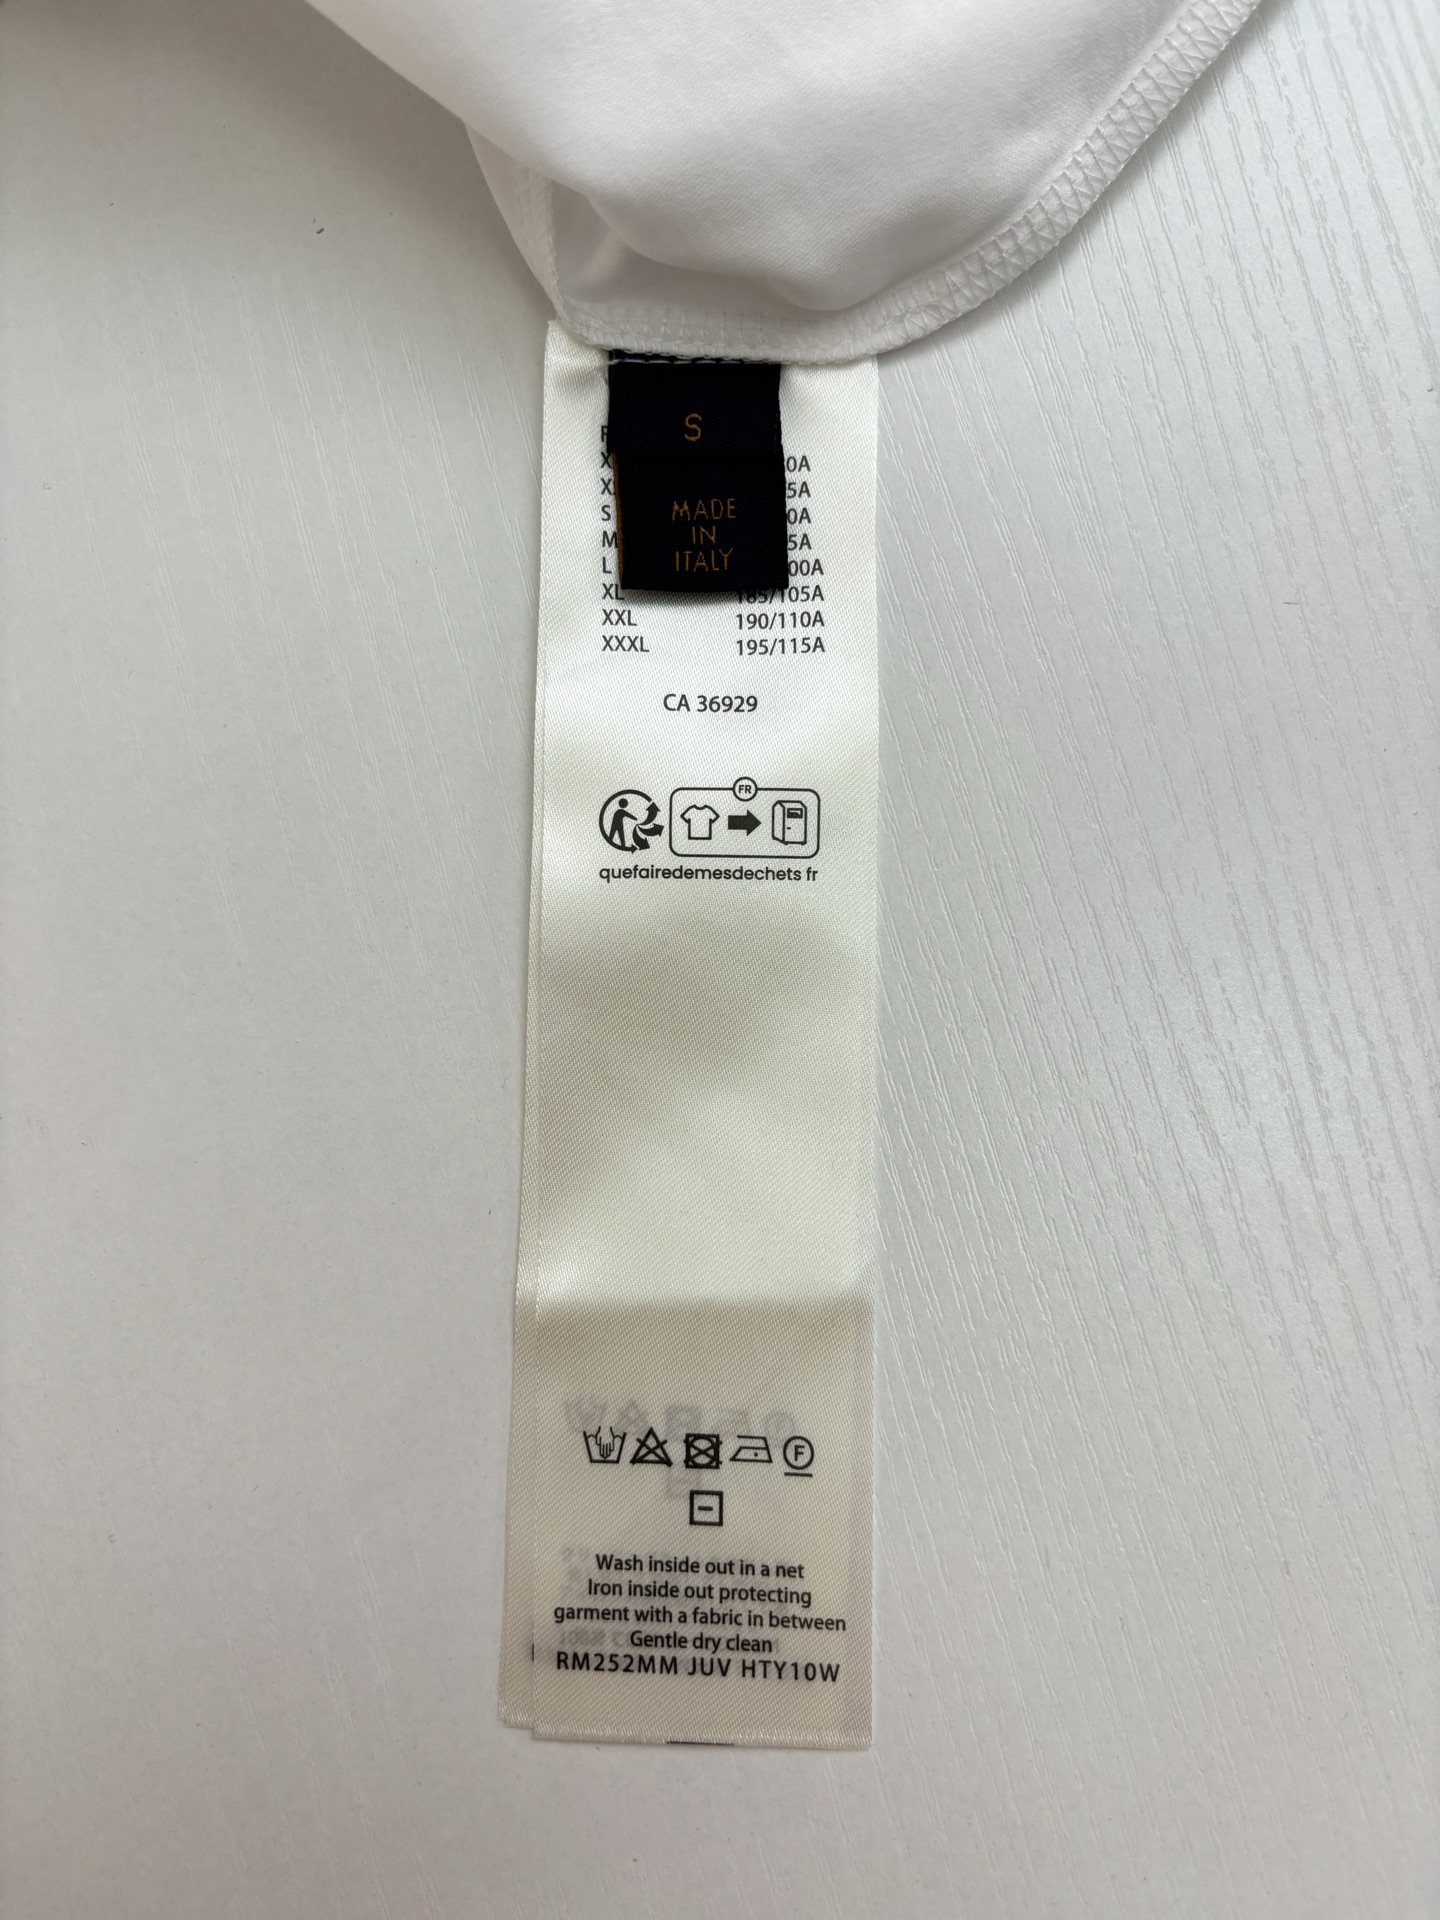 S
MADE
IN
ITALY
S
M
L
XL 185/105A
XXL 190/110A
XXXL 195/115A
CA 36929
FR
quefairedemesdechets fr
F
Wash inside out in a net
Iron inside out protecting
garment with a fabric in between
Gentle dry clean
RM252MM JUV HTY10W